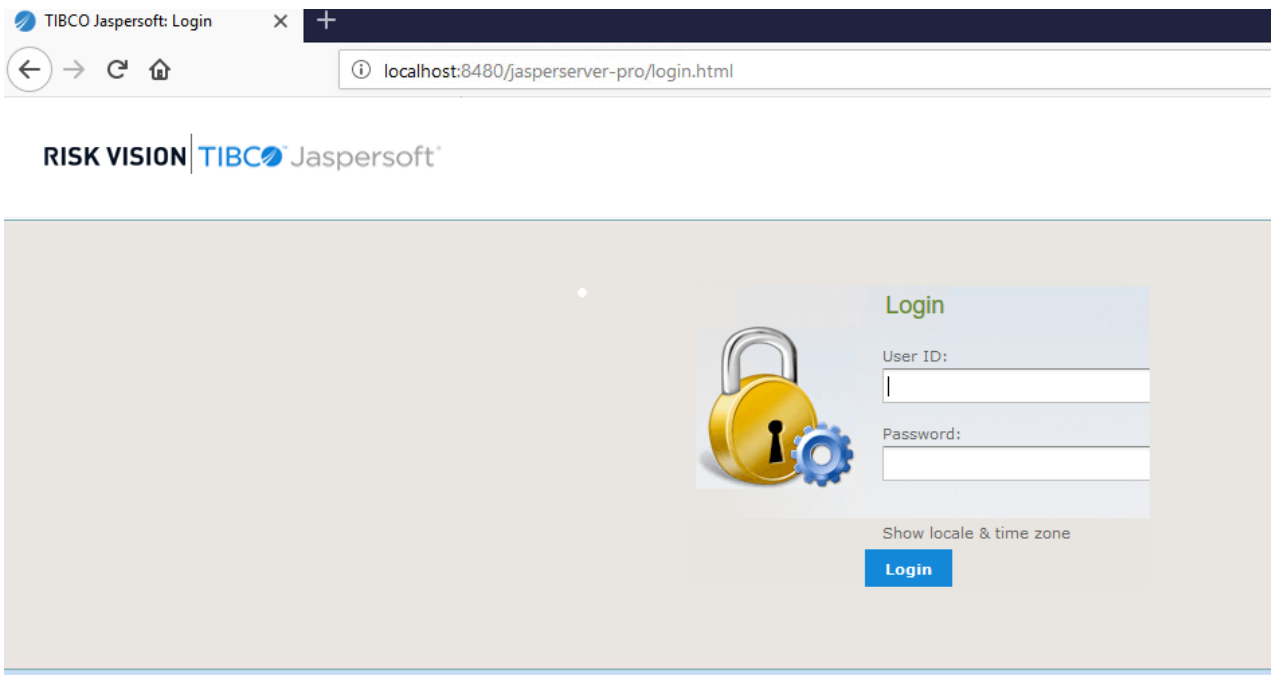 TIBCO Jaspersoft: Login
localhost:8480/jasperserver-pro/login.html
RISK VISION TIBCO Jaspersoft
Login
User ID:
Password:
Show locale & time zone
Login